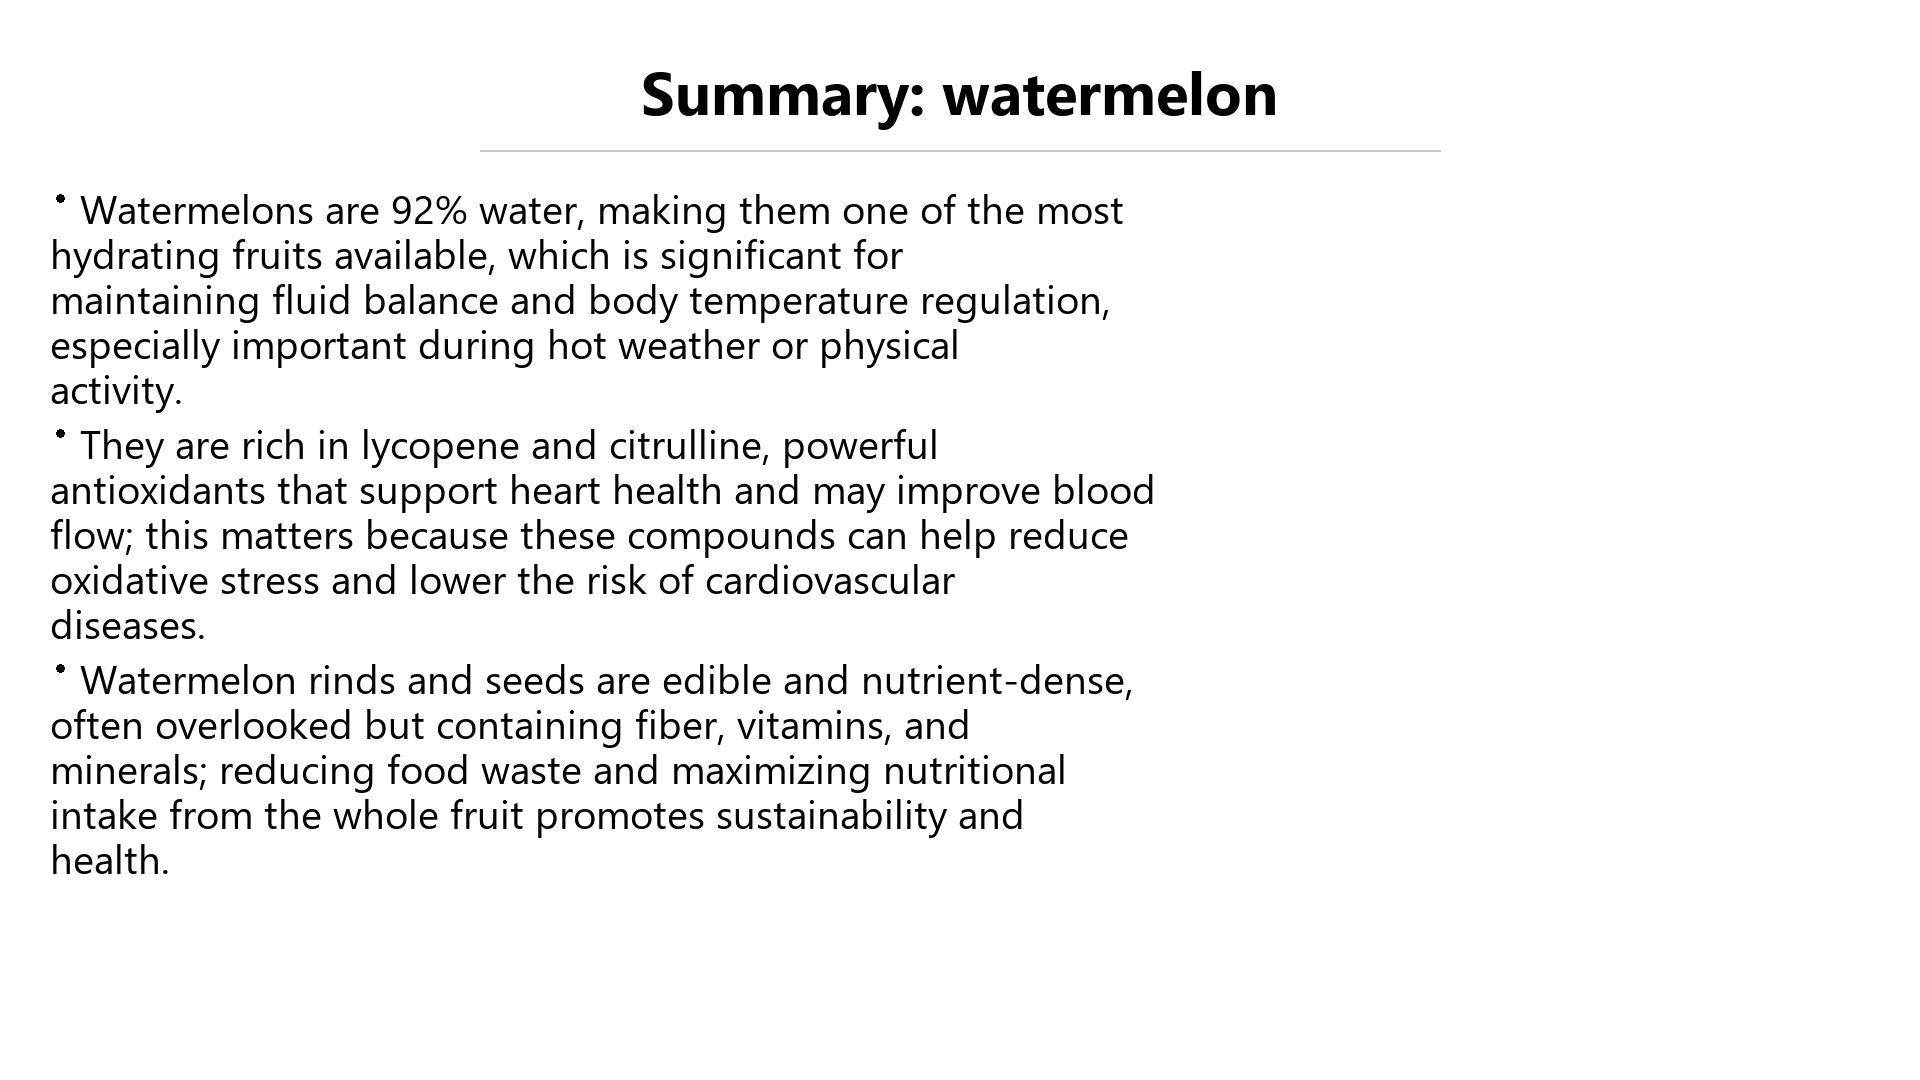 Summary: watermelon
• Watermelons are 92% water, making them one of the most
hydrating fruits available, which is significant for
maintaining fluid balance and body temperature regulation,
especially important during hot weather or physical
activity.
• They are rich in lycopene and citrulline, powerful
antioxidants that support heart health and may improve blood
flow; this matters because these compounds can help reduce
oxidative stress and lower the risk of cardiovascular
diseases.
• Watermelon rinds and seeds are edible and nutrient-dense,
often overlooked but containing fiber, vitamins, and
minerals; reducing food waste and maximizing nutritional
intake from the whole fruit promotes sustainability and
health.